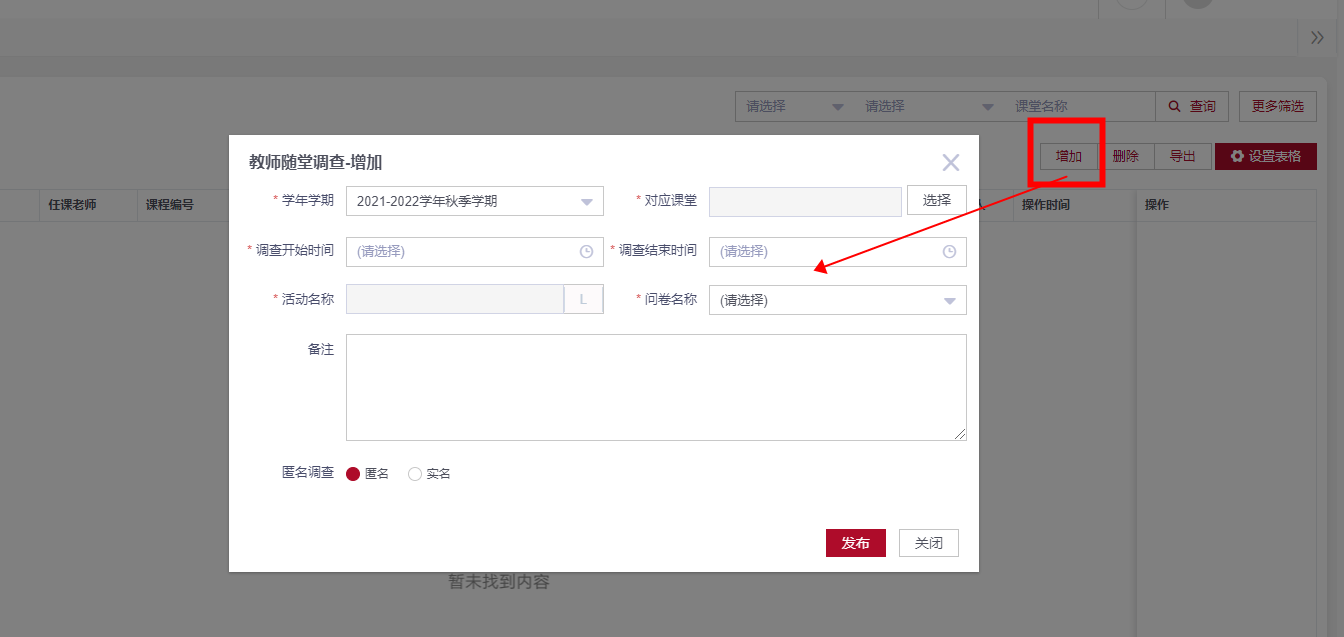 请选择 请选择 课堂名称 查询 更多筛选
增加 删除 导出 设置表格
任课老师 课程编号 操作时间 操作
教师随堂调查-增加
* 学年学期 2021-2022学年秋季学期 * 对应课堂 选择
* 调查开始时间 (请选择) * 调查结束时间 (请选择)
* 活动名称 L * 问卷名称 (请选择)
备注
匿名调查 匿名 实名
发布 关闭
暂未找到内容